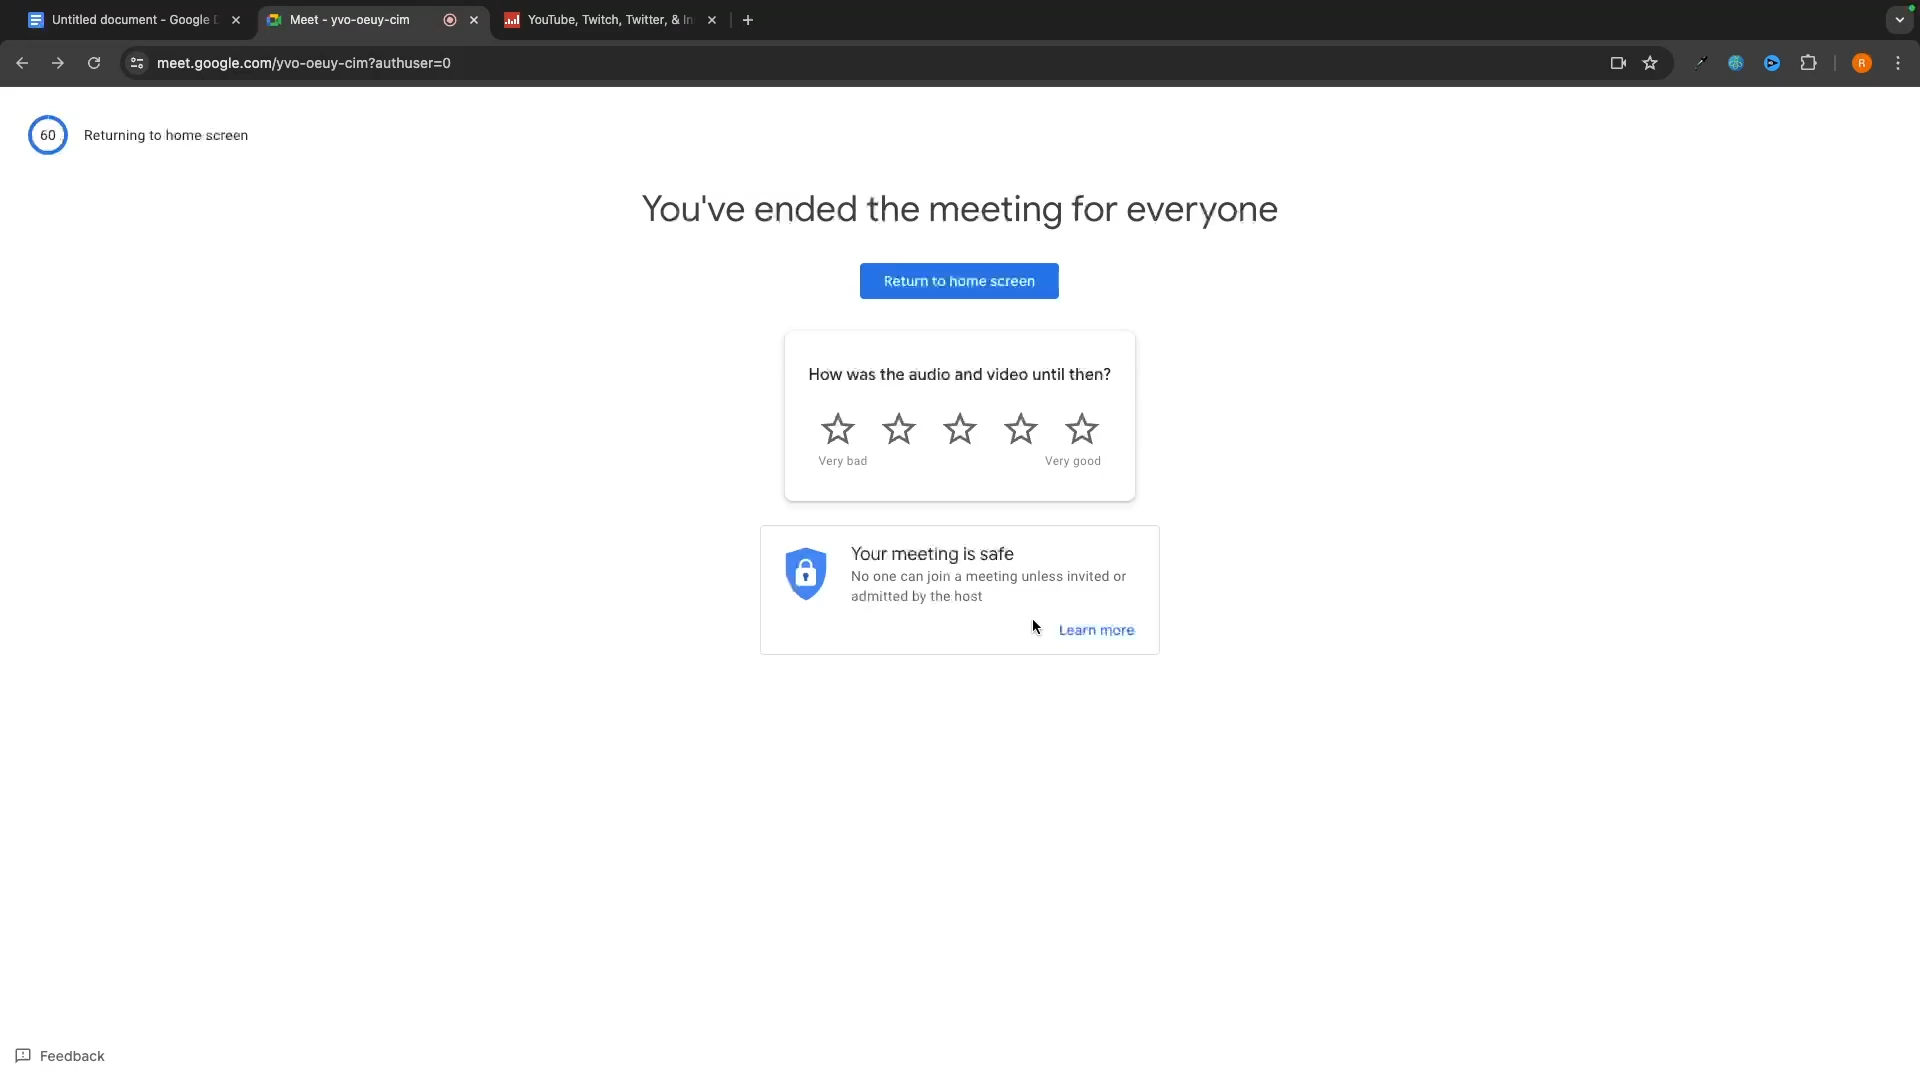 Untitled document - Google D
Meet - yvo-oeuy-cim
YouTube, Twitch, Twitter, & In
meet.google.com/yvo-oeuy-cim?authuser=0
R
60
Returning to home screen
You've ended the meeting for everyone
Return to home screen
How was the audio and video until then?
Very bad
Very good
Your meeting is safe
No one can join a meeting unless invited or
admitted by the host
Learn more
Feedback